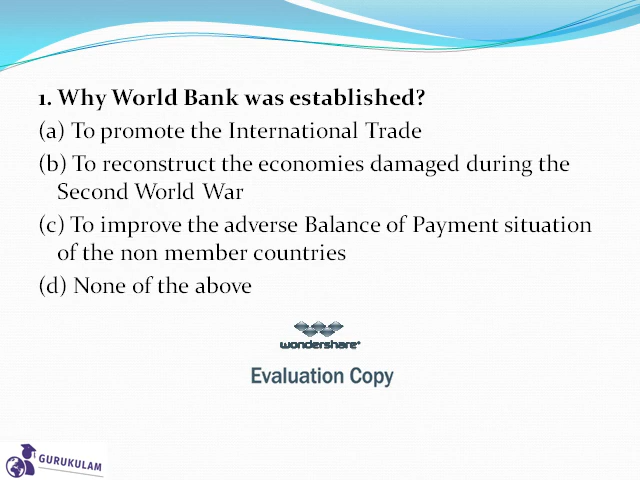 1. Why World Bank was established?
(a) To promote the International Trade
(b) To reconstruct the economies damaged during the
Second World War
(c) To improve the adverse Balance of Payment situation
of the non member countries
(d) None of the above
wondershare
Evaluation Copy
GURUKULAM